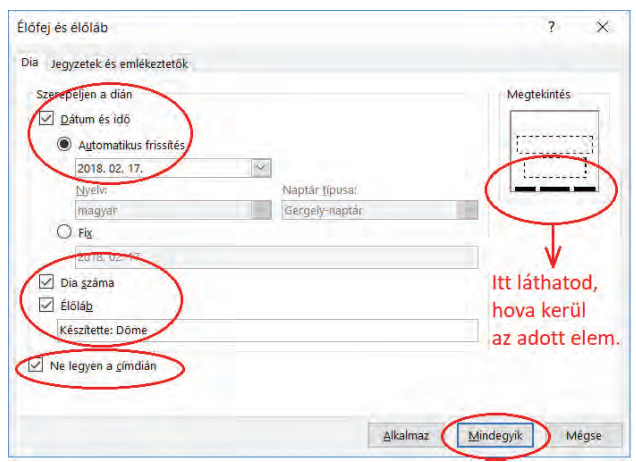 Élőfej és élőláb ? ×
Dia Jegyzetek és emlékeztetők
Szerepeljen a dián Megtekintés
Dátum és idő
Automatikus frissítés
2018. 02. 17.
Nyelv: Naptár típusa:
magyar Gergely-naptár
Fix
2018. 02. 17.
Dia száma
Élőláb
Készítette: Döme
Ne legyen a címdián
Itt láthatod,
hova kerül
az adott elem.
Alkalmaz Mindegyik Mégse